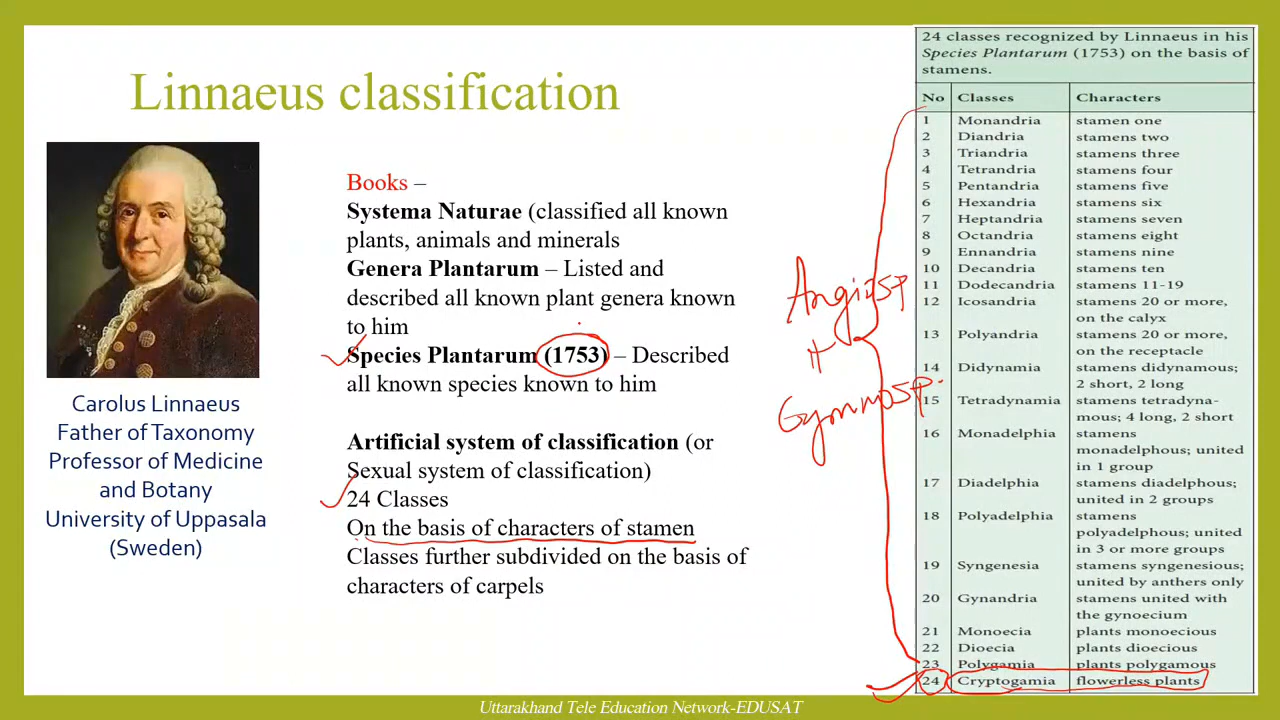 Linnaeus classification
Carolus Linnaeus
Father of Taxonomy
Professor of Medicine
and Botany
University of Uppasala
(Sweden)
Books –
Systema Naturae (classified all known
plants, animals and minerals
Genera Plantarum – Listed and
described all known plant genera known
to him
Species Plantarum (1753) – Described
all known species known to him
Artificial system of classification (or
Sexual system of classification)
24 Classes
On the basis of characters of stamen
Classes further subdivided on the basis of
characters of carpels
Angiosp
+
Gymnosp.
24 classes recognized by Linnaeus in his
Species Plantarum (1753) on the basis of
stamens.
No Classes Characters
1 Monandria stamen one
2 Diandria stamens two
3 Triandria stamens three
4 Tetrandria stamens four
5 Pentandria stamens five
6 Hexandria stamens six
7 Heptandria stamens seven
8 Octandria stamens eight
9 Ennandria stamens nine
10 Decandria stamens ten
11 Dodecandria stamens 11-19
12 Icosandria stamens 20 or more,
on the calyx
13 Polyandria stamens 20 or more,
on the receptacle
14 Didynamia stamens didynamous;
2 short, 2 long
15 Tetradynamia stamens tetradyna-
mous; 4 long, 2 short
16 Monadelphia stamens
monadelphous; united
in 1 group
17 Diadelphia stamens diadelphous;
united in 2 groups
18 Polyadelphia stamens
polyadelphous; united
in 3 or more groups
19 Syngenesia stamens syngenesious;
united by anthers only
20 Gynandria stamens united with
the gynoecium
21 Monoecia plants monoecious
22 Dioecia plants dioecious
23 Polygamia plants polygamous
24 Cryptogamia flowerless plants
Uttarakhand Tele Education Network-EDUSAT